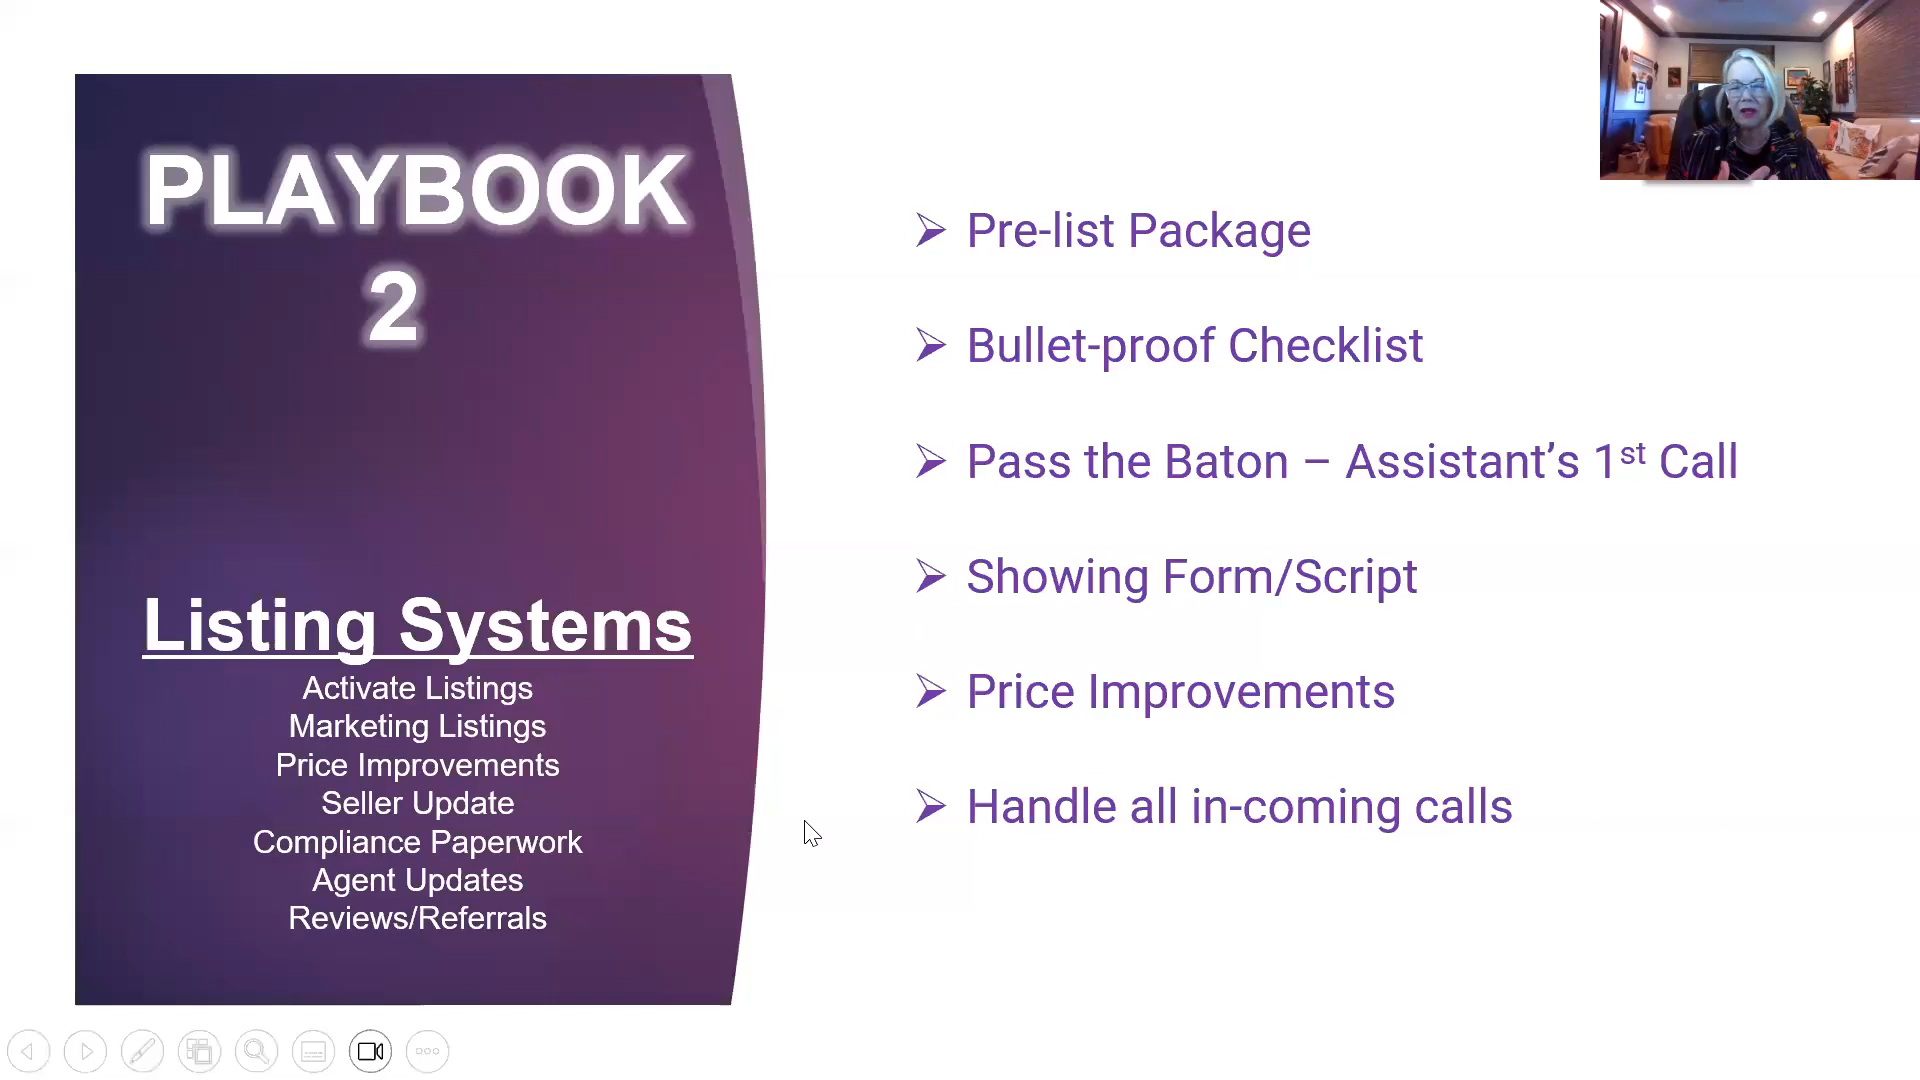 PLAYBOOK
2
Listing Systems
Activate Listings
Marketing Listings
Price Improvements
Seller Update
Compliance Paperwork
Agent Updates
Reviews/Referrals
Pre-list Package
Bullet-proof Checklist
Pass the Baton – Assistant’s 1st Call
Showing Form/Script
Price Improvements
Handle all in-coming calls